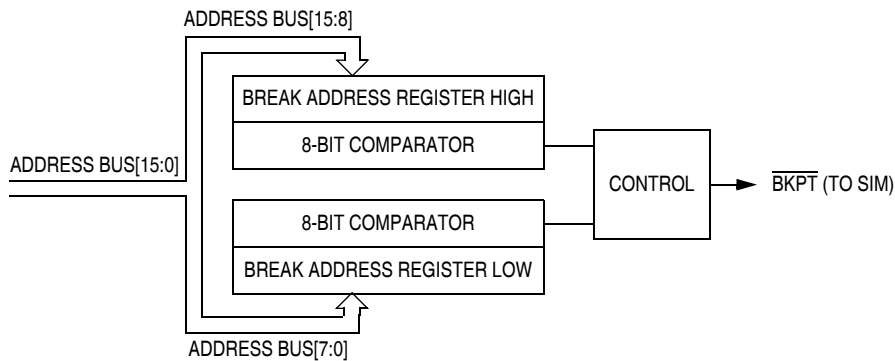 ADDRESS BUS[15:8]
BREAK ADDRESS REGISTER HIGH
8-BIT COMPARATOR
ADDRESS BUS[15:0]
CONTROL
BKPT (TO SIM)
8-BIT COMPARATOR
BREAK ADDRESS REGISTER LOW
ADDRESS BUS[7:0]